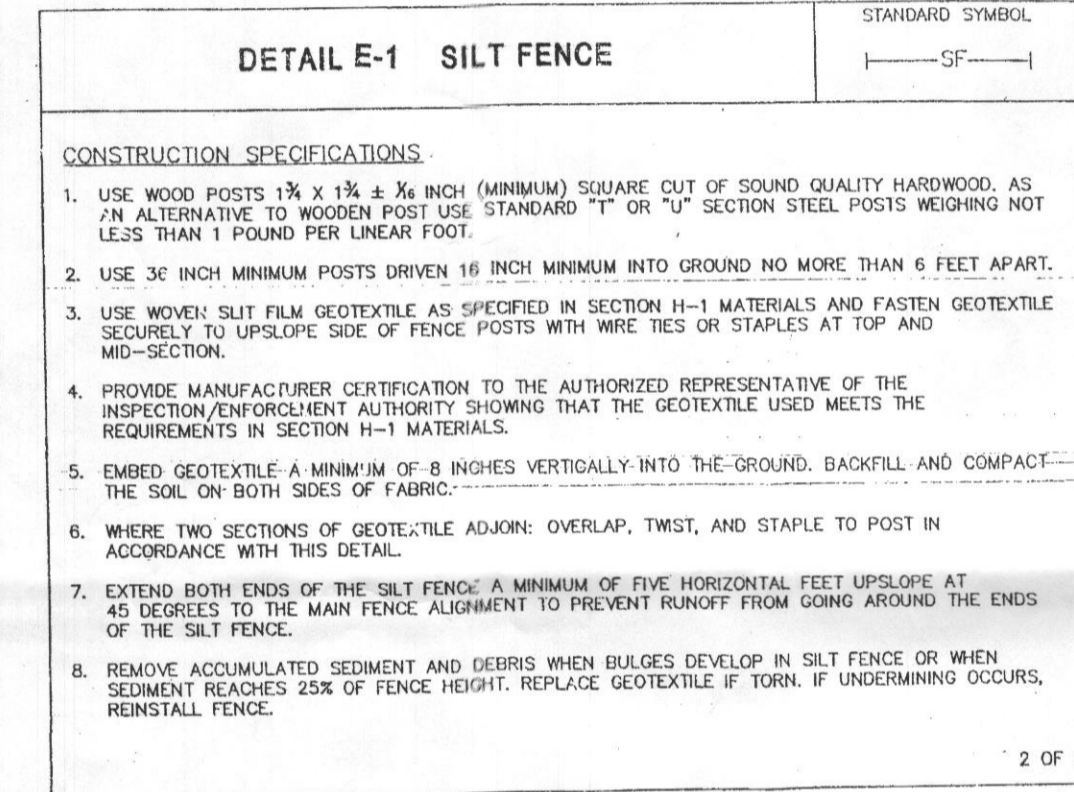 STANDARD SYMBOL
DETAIL E-1 SILT FENCE
|———SF———|
CONSTRUCTION SPECIFICATIONS
1. USE WOOD POSTS 1¾ X 1¾ ± 1/16 INCH (MINIMUM) SQUARE CUT OF SOUND QUALITY HARDWOOD. AS
AN ALTERNATIVE TO WOODEN POST USE STANDARD "T" OR "U" SECTION STEEL POSTS WEIGHING NOT
LESS THAN 1 POUND PER LINEAR FOOT.
2. USE 36 INCH MINIMUM POSTS DRIVEN 16 INCH MINIMUM INTO GROUND NO MORE THAN 6 FEET APART.
3. USE WOVEN SLIT FILM GEOTEXTILE AS SPECIFIED IN SECTION H-1 MATERIALS AND FASTEN GEOTEXTILE
SECURELY TO UPSLOPE SIDE OF FENCE POSTS WITH WIRE TIES OR STAPLES AT TOP AND
MID-SECTION.
4. PROVIDE MANUFACTURER CERTIFICATION TO THE AUTHORIZED REPRESENTATIVE OF THE
INSPECTION/ENFORCEMENT AUTHORITY SHOWING THAT THE GEOTEXTILE USED MEETS THE
REQUIREMENTS IN SECTION H-1 MATERIALS.
5. EMBED GEOTEXTILE A MINIMUM OF 8 INCHES VERTICALLY INTO THE GROUND. BACKFILL AND COMPACT
THE SOIL ON BOTH SIDES OF FABRIC.
6. WHERE TWO SECTIONS OF GEOTEXTILE ADJOIN: OVERLAP, TWIST, AND STAPLE TO POST IN
ACCORDANCE WITH THIS DETAIL.
7. EXTEND BOTH ENDS OF THE SILT FENCE A MINIMUM OF FIVE HORIZONTAL FEET UPSLOPE AT
45 DEGREES TO THE MAIN FENCE ALIGNMENT TO PREVENT RUNOFF FROM GOING AROUND THE ENDS
OF THE SILT FENCE.
8. REMOVE ACCUMULATED SEDIMENT AND DEBRIS WHEN BULGES DEVELOP IN SILT FENCE OR WHEN
SEDIMENT REACHES 25% OF FENCE HEIGHT. REPLACE GEOTEXTILE IF TORN. IF UNDERMINING OCCURS,
REINSTALL FENCE.
2 OF